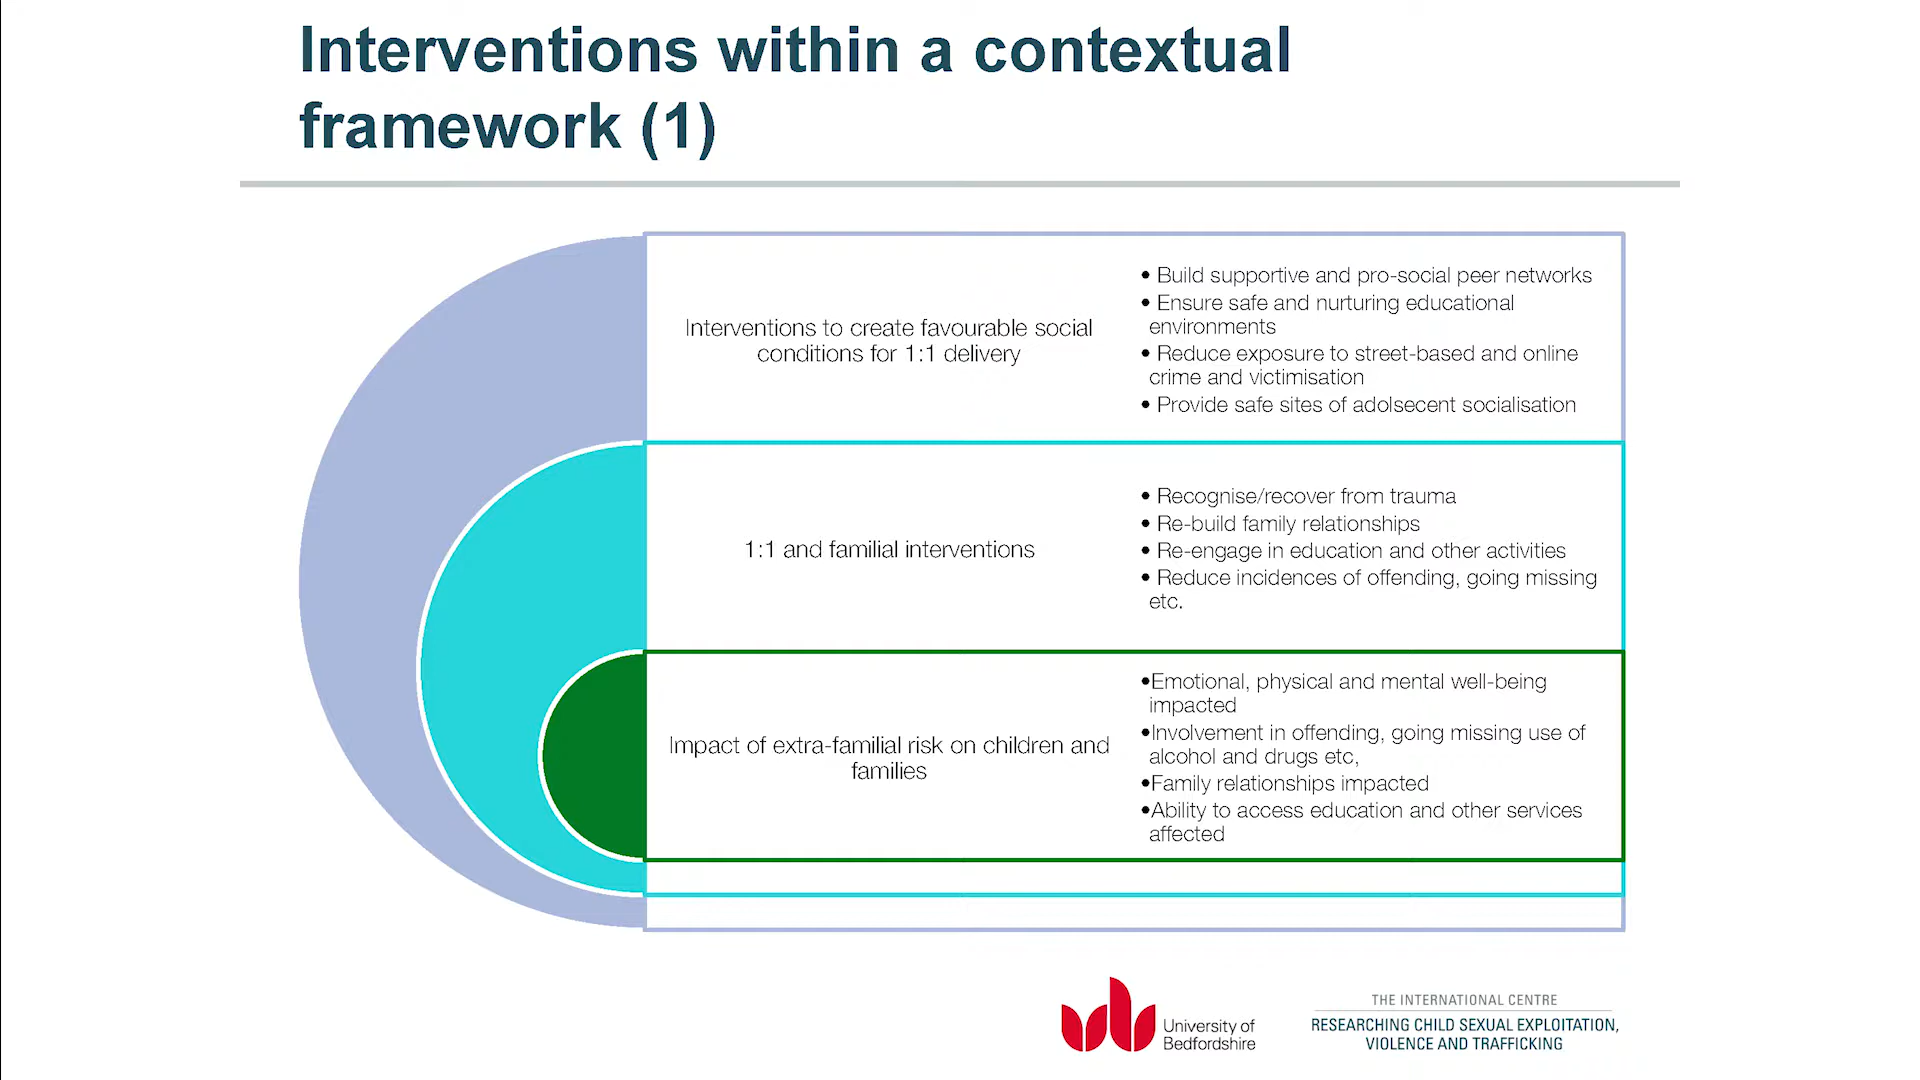 Interventions within a contextual
framework (1)
Interventions to create favourable social
conditions for 1:1 delivery
• Build supportive and pro-social peer networks
• Ensure safe and nurturing educational
environments
• Reduce exposure to street-based and online
crime and victimisation
• Provide safe sites of adolsecent socialisation
1:1 and familial interventions
• Recognise/recover from trauma
• Re-build family relationships
• Re-engage in education and other activities
• Reduce incidences of offending, going missing
etc.
Impact of extra-familial risk on children and
families
•Emotional, physical and mental well-being
impacted
•Involvement in offending, going missing use of
alcohol and drugs etc,
•Family relationships impacted
•Ability to access education and other services
affected
University of
Bedfordshire
THE INTERNATIONAL CENTRE
RESEARCHING CHILD SEXUAL EXPLOITATION,
VIOLENCE AND TRAFFICKING